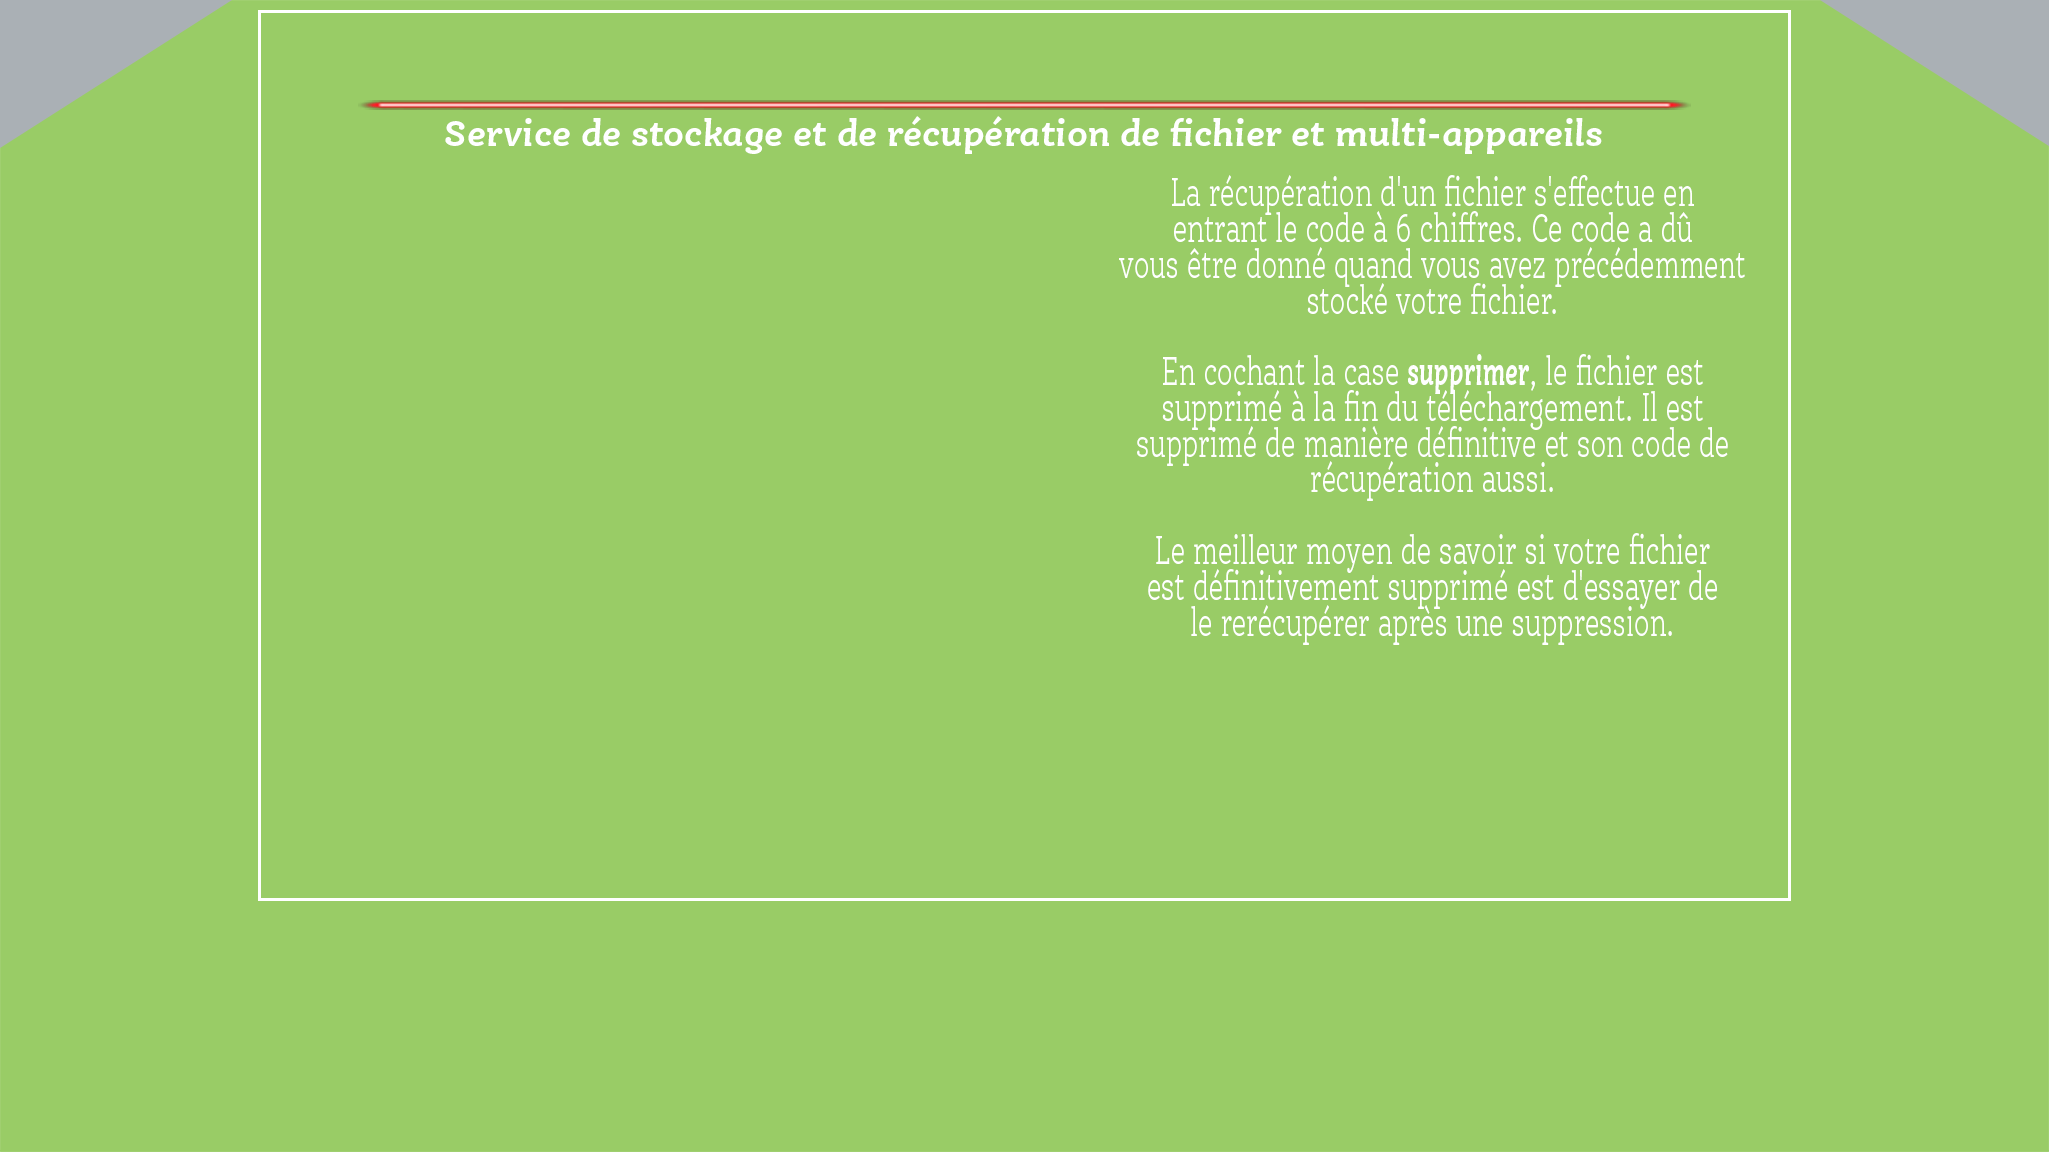 Service de stockage et de récupération de fichier et multi-appareils
La récupération d'un fichier s'effectue en
entrant le code à 6 chiffres. Ce code a dû
vous être donné quand vous avez précédemment
stocké votre fichier.
En cochant la case supprimer, le fichier est
supprimé à la fin du téléchargement. Il est
supprimé de manière définitive et son code de
récupération aussi.
Le meilleur moyen de savoir si votre fichier
est définitivement supprimé est d'essayer de
le rerécupérer après une suppression.